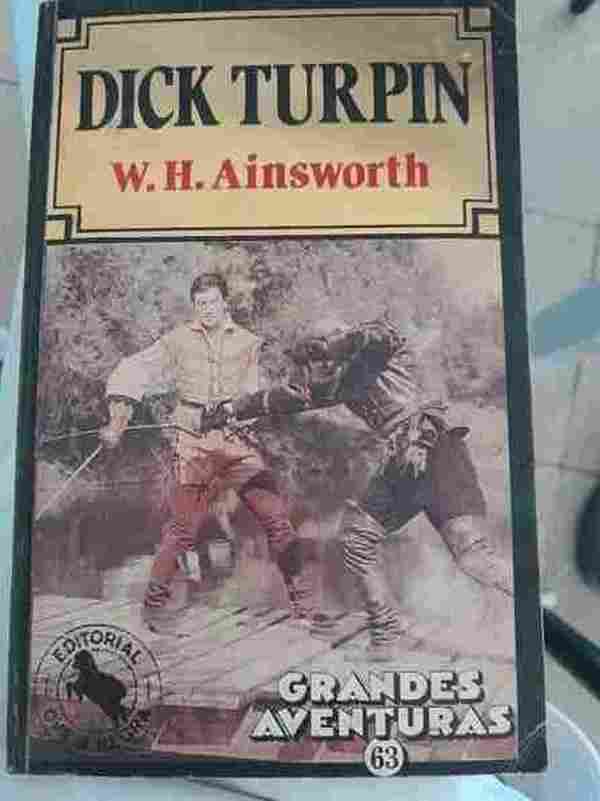 DICK TURPIN
W. H. Ainsworth
EDITORIAL
GRANDES
AVENTURAS
63